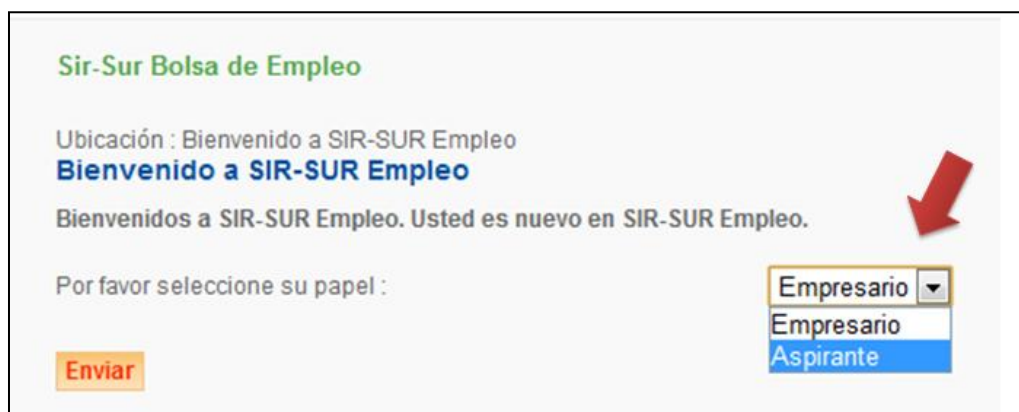 Sir-Sur Bolsa de Empleo
Ubicación : Bienvenido a SIR-SUR Empleo
Bienvenido a SIR-SUR Empleo
Bienvenidos a SIR-SUR Empleo. Usted es nuevo en SIR-SUR Empleo.
Por favor seleccione su papel : Empresario
Empresario
Aspirante
Enviar